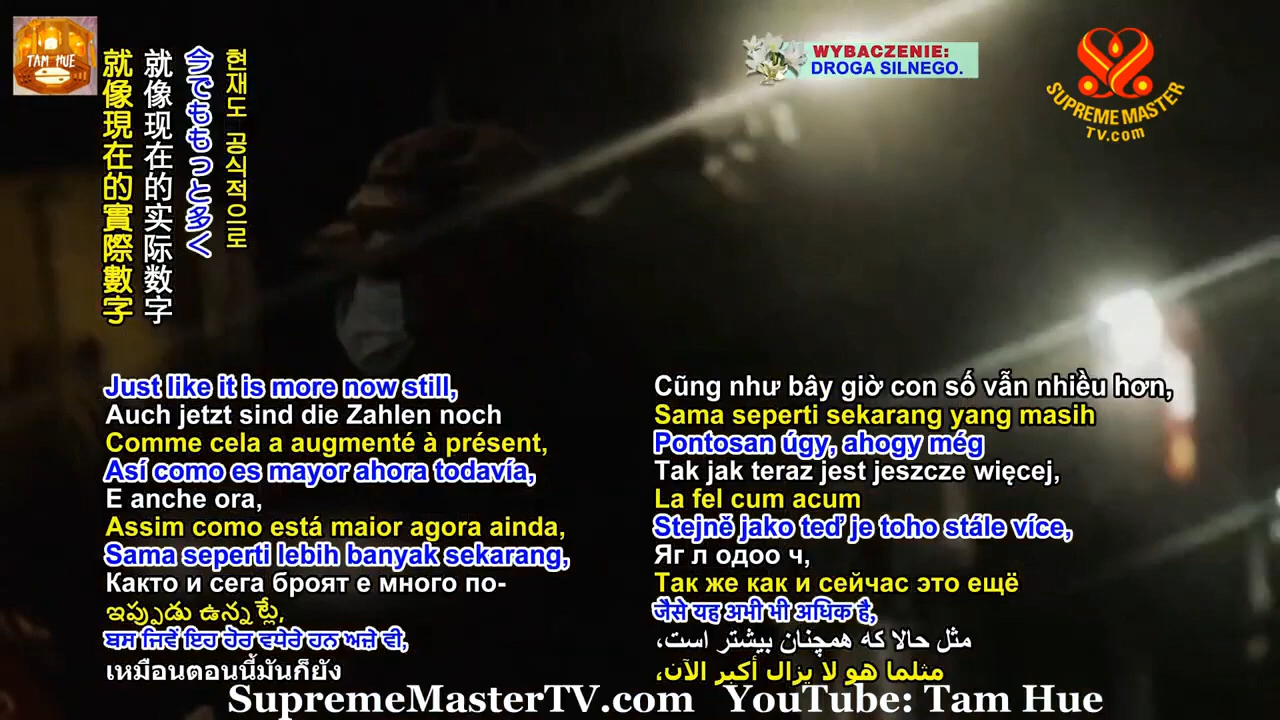 TAM HUE
就像現在的實際數字
就像现在的实际数字
今でももっと多く
현재도 공식적으로
WYBACZENIE:
DROGA SILNEGO.
SUPREME MASTER
TV.com
Just like it is more now still,
Auch jetzt sind die Zahlen noch
Comme cela a augmenté à présent,
Así como es mayor ahora todavía,
E anche ora,
Assim como está maior agora ainda,
Sama seperti lebih banyak sekarang,
Както и сега броят е много по-
ఇప్పుడు ఉన్నట్లే,
ਬਸ ਜਿਵੇਂ ਇਹ ਹੋਰ ਵਧੇਰੇ ਹਨ ਅਜੇ ਵੀ,
เหมือนตอนนี้มันก็ยัง
Cũng như bây giờ con số vẫn nhiều hơn,
Sama seperti sekarang yang masih
Pontosan úgy, ahogy még
Tak jak teraz jest jeszcze więcej,
La fel cum acum
Stejně jako teď je toho stále více,
Яг л одоо ч,
Так же как и сейчас это ещё
जैसे यह अभी भी अधिक है,
مثل حالا که همچنان بیشتر است،
مثلما هو لا يزال أكبر الآن،
SupremeMasterTV.com YouTube: Tam Hue